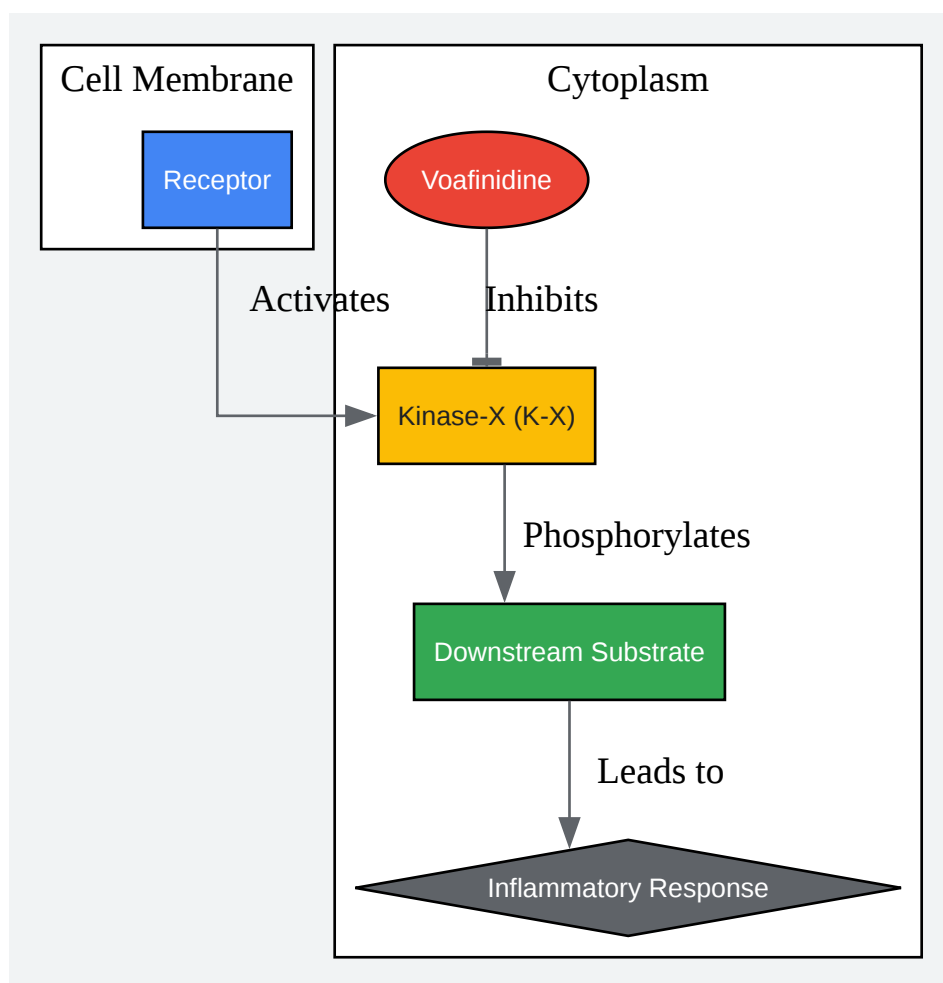 Cell Membrane
Cytoplasm
Receptor
Voafinidine
Activates
Inhibits
Kinase-X (K-X)
Phosphorylates
Downstream Substrate
Leads to
Inflammatory Response